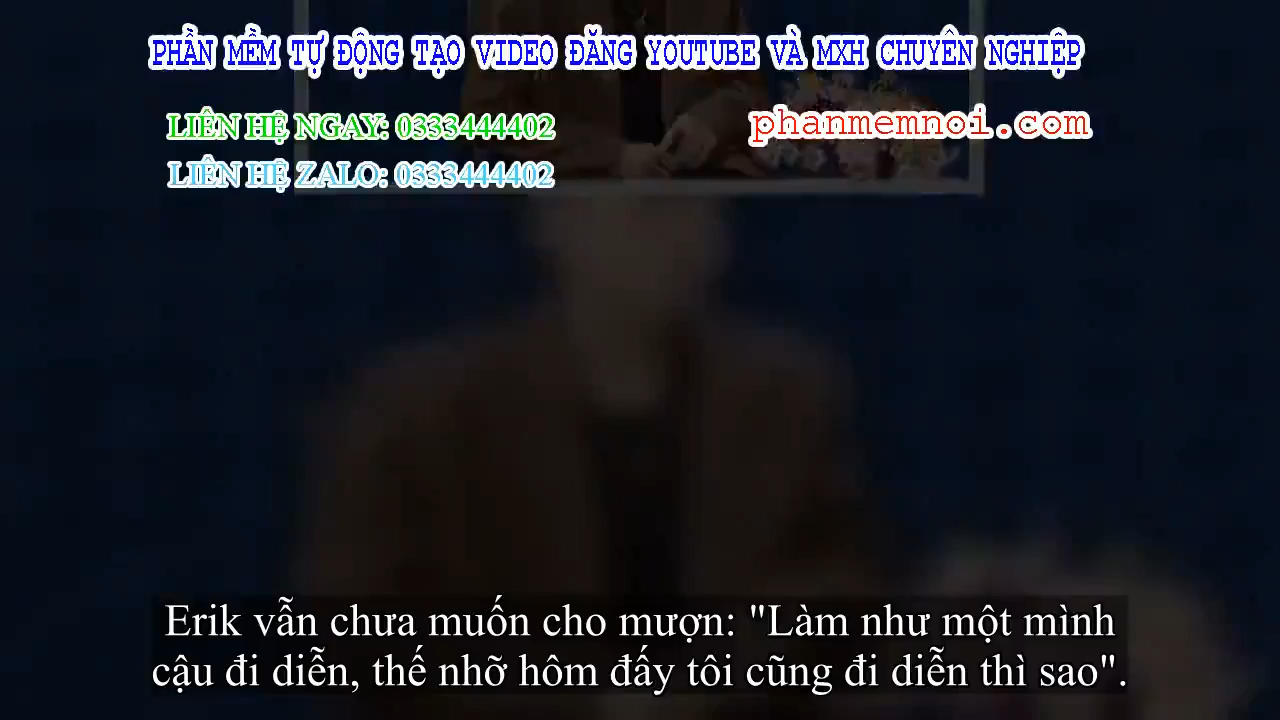 PHẦN MỀM TỰ ĐỘNG TẠO VIDEO ĐĂNG YOUTUBE VÀ MXH CHUYÊN NGHIỆP
LIÊN HỆ NGAY: 0333444402
phanmemnoi.com
LIÊN HỆ ZALO: 0333444402
Erik vẫn chưa muốn cho mượn: "Làm như một mình
cậu đi diễn, thế nhỡ hôm đấy tôi cũng đi diễn thì sao".